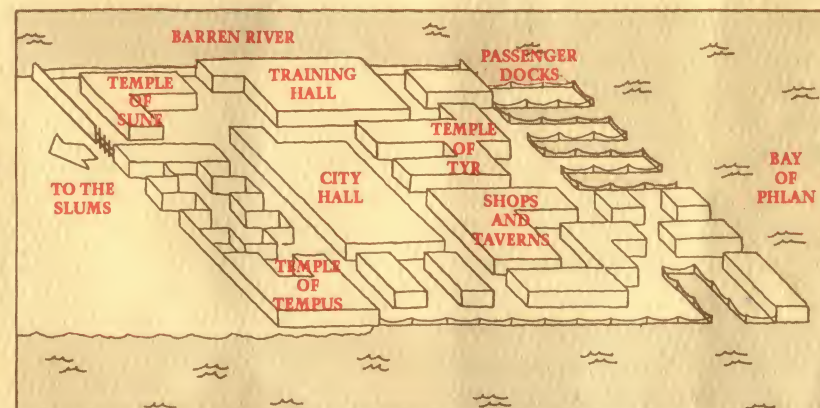 BARREN RIVER
PASSENGER
DOCKS
TEMPLE
OF
SUNE
TRAINING
HALL
TEMPLE
OF
TYR
TO THE
SLUMS
CITY
HALL
SHOPS
AND
TAVERNS
BAY
OF
PHLAN
TEMPLE
OF
TEMPUS